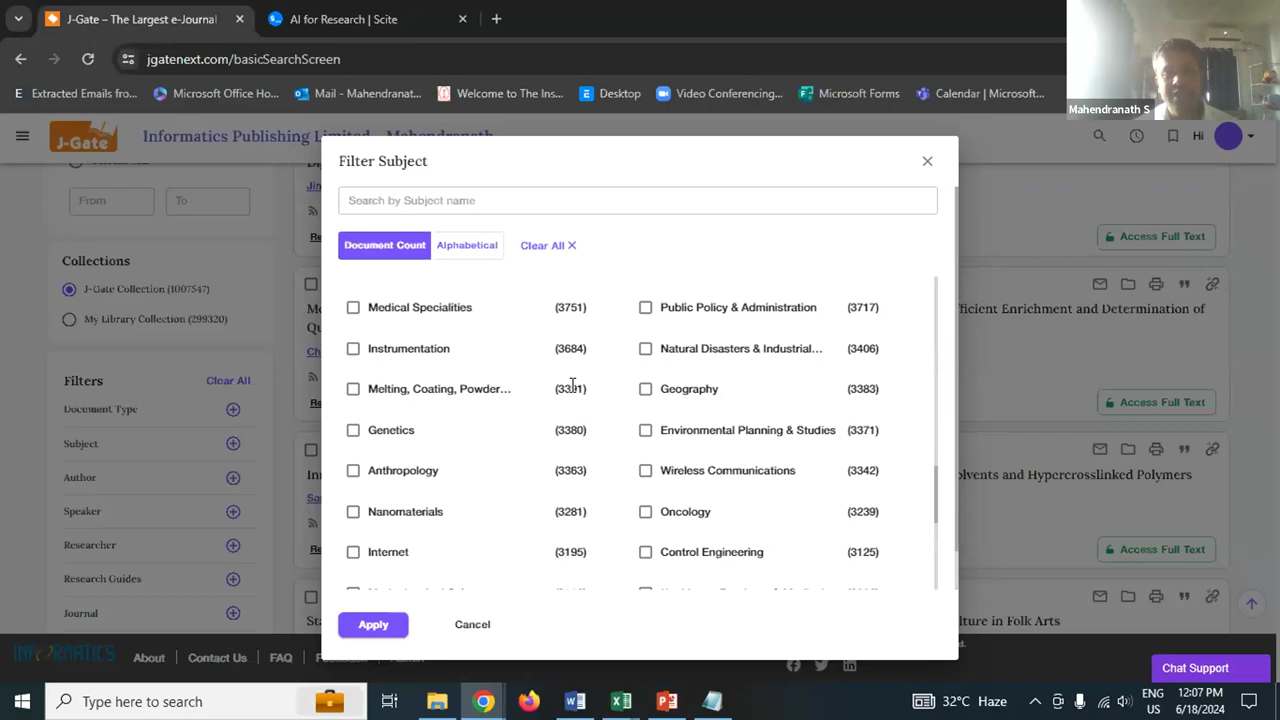 J-Gate – The Largest e-Journal
AI for Research | Scite
jgatenext.com/basicSearchScreen
Extracted Emails from...
Microsoft Office Ho...
Mail - Mahendranat...
Welcome to The Ins...
Desktop
Video Conferencing...
Microsoft Forms
Calendar | Microsoft...
Mahendranath S
J-Gate
Informatics Publishing Limited - Mahendranath
Hi
From
To
Collections
J-Gate Collection (1007547)
My Library Collection (299320)
Filters
Clear All
Document Type
Subject
Author
Speaker
Researcher
Research Guides
Journal
Filter Subject
Search by Subject name
Document Count
Alphabetical
Clear All ✕
Medical Specialities (3751)
Public Policy & Administration (3717)
Instrumentation (3684)
Natural Disasters & Industrial... (3406)
Melting, Coating, Powder...
Geography (3383)
Genetics (3380)
Environmental Planning & Studies (3371)
Anthropology (3363)
Wireless Communications (3342)
Nanomaterials (3281)
Oncology (3239)
Internet (3195)
Control Engineering (3125)
Apply
Cancel
Access Full Text
Efficient Enrichment and Determination of
Access Full Text
olvents and Hypercrosslinked Polymers
Access Full Text
ulture in Folk Arts
INFORMATICS
About
Contact Us
FAQ
Chat Support
Type here to search
32°C Haze
ENG
US
12:07 PM
6/18/2024